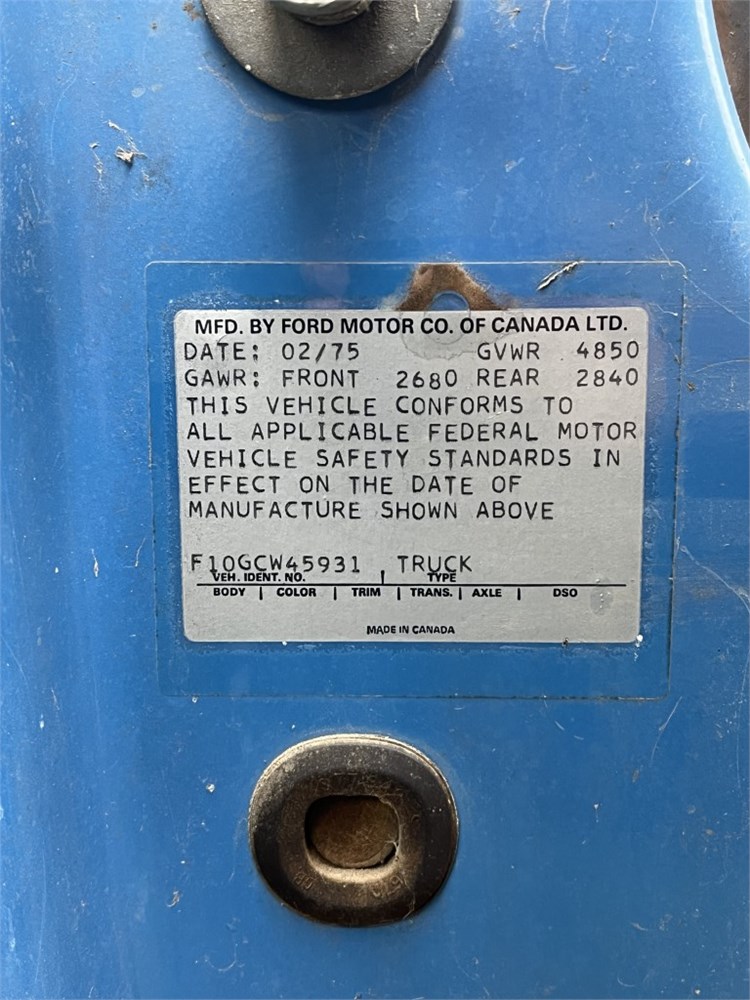 MFD. BY FORD MOTOR CO. OF CANADA LTD.
DATE: 02/75 GVWR 4850
GAWR: FRONT 2680 REAR 2840
THIS VEHICLE CONFORMS TO
ALL APPLICABLE FEDERAL MOTOR
VEHICLE SAFETY STANDARDS IN
EFFECT ON THE DATE OF
MANUFACTURE SHOWN ABOVE
F10GCW45931 TRUCK
VEH. IDENT. NO. TYPE
BODY | COLOR | TRIM | TRANS. | AXLE | DSO
MADE IN CANADA